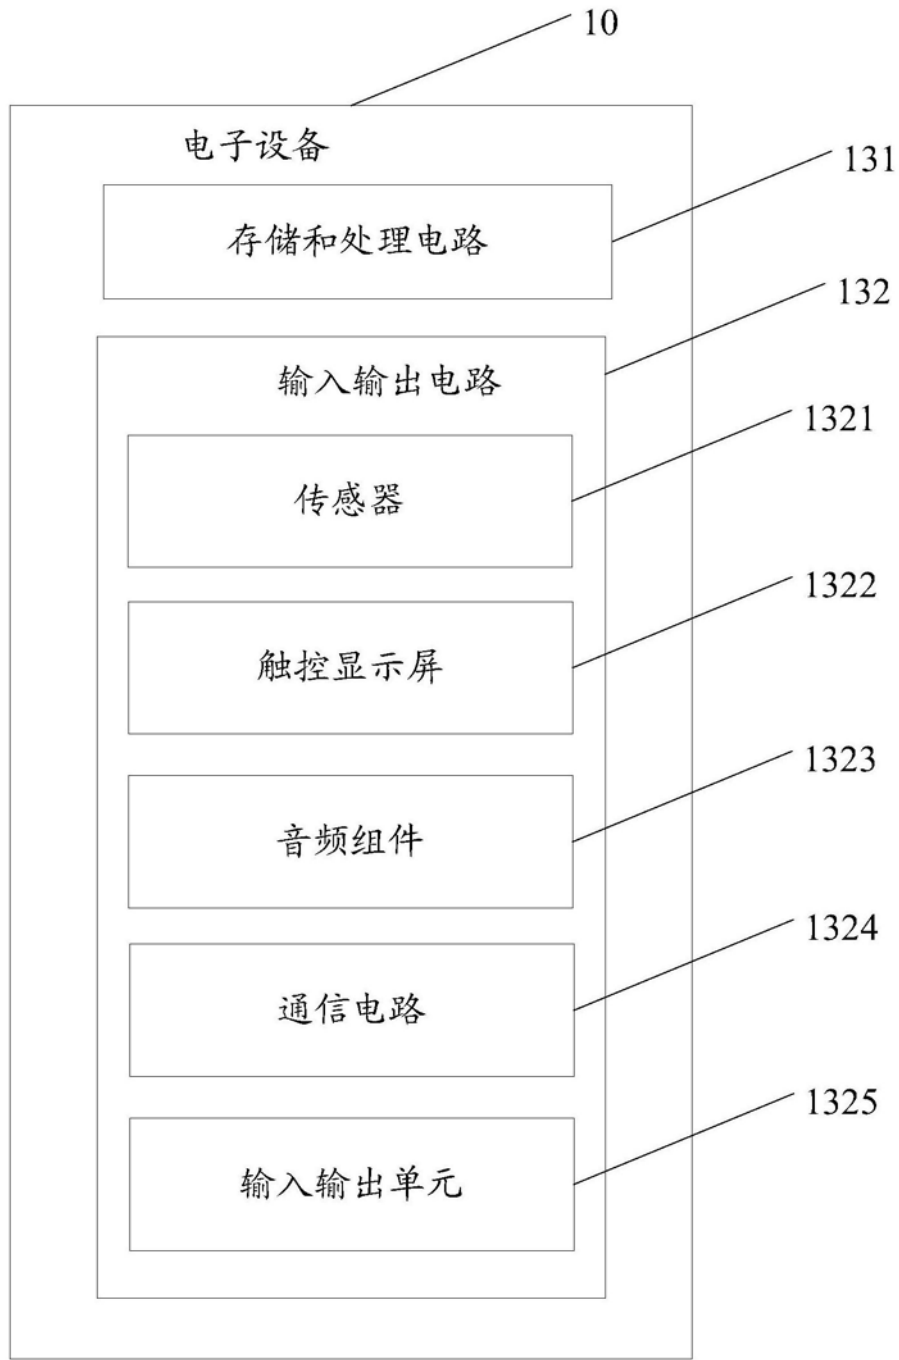 10
电子设备
131
存储和处理电路
132
输入输出电路
1321
传感器
1322
触控显示屏
1323
音频组件
1324
通信电路
1325
输入输出单元